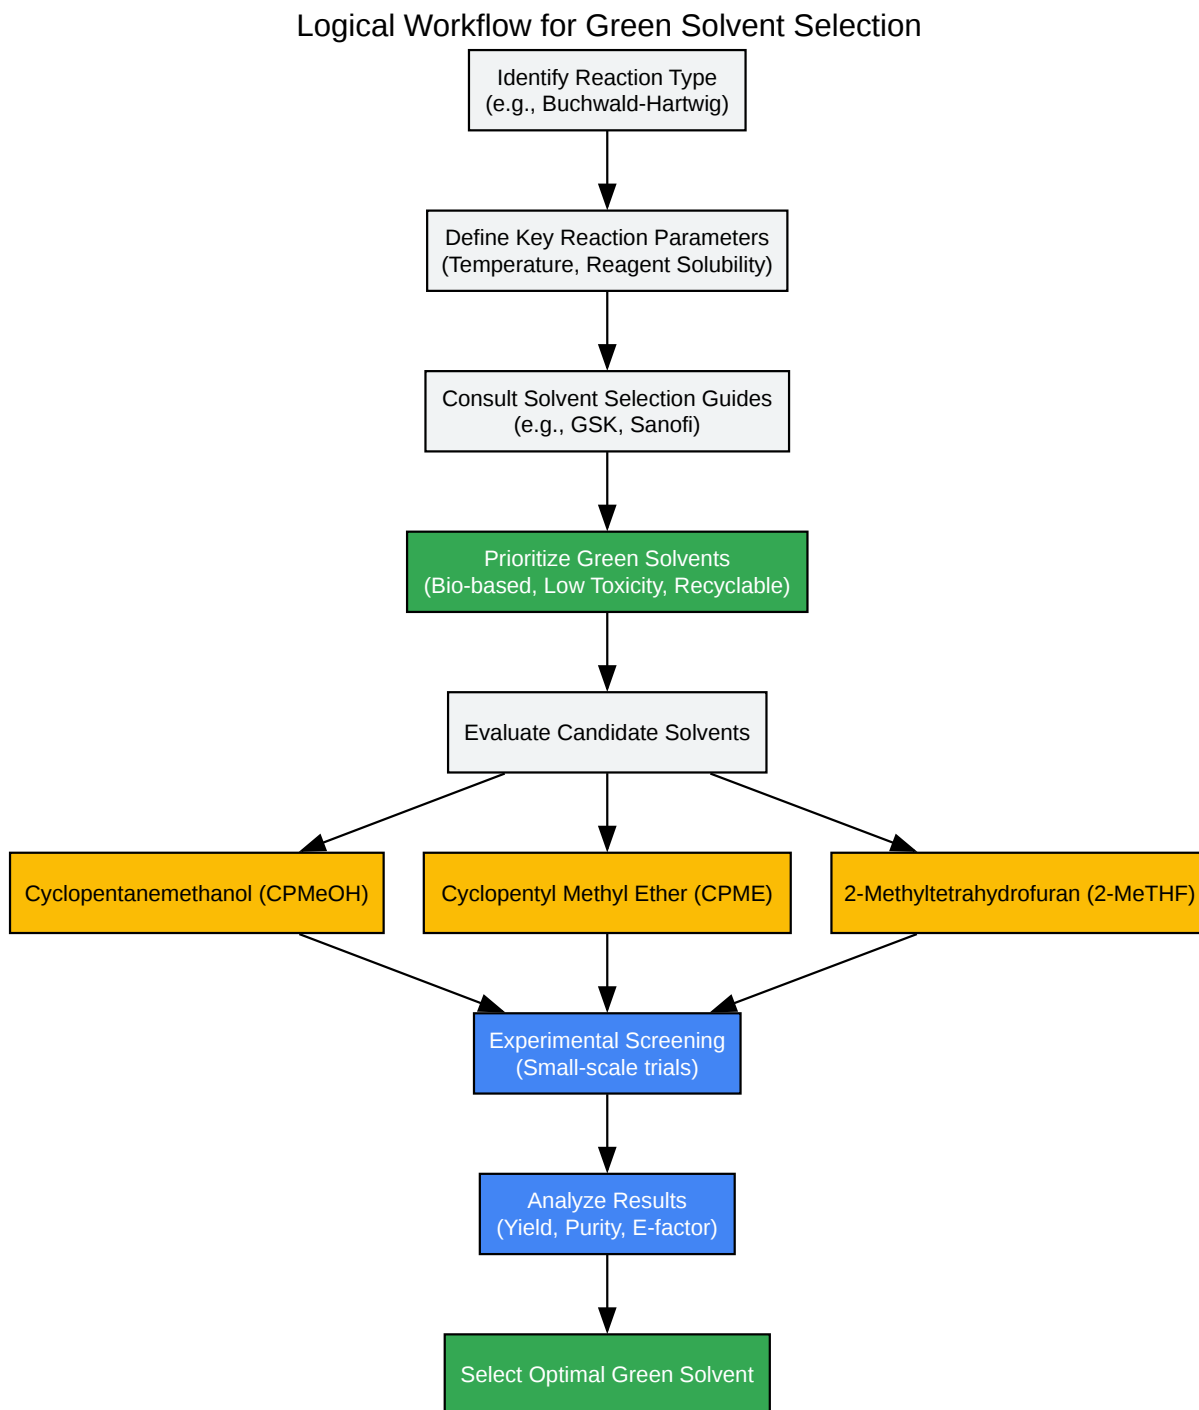 Logical Workflow for Green Solvent Selection
Identify Reaction Type
(e.g., Buchwald-Hartwig)
Define Key Reaction Parameters
(Temperature, Reagent Solubility)
Consult Solvent Selection Guides
(e.g., GSK, Sanofi)
Prioritize Green Solvents
(Bio-based, Low Toxicity, Recyclable)
Evaluate Candidate Solvents
Cyclopentanemethanol (CPMeOH)
Cyclopentyl Methyl Ether (CPME)
2-Methyltetrahydrofuran (2-MeTHF)
Experimental Screening
(Small-scale trials)
Analyze Results
(Yield, Purity, E-factor)
Select Optimal Green Solvent